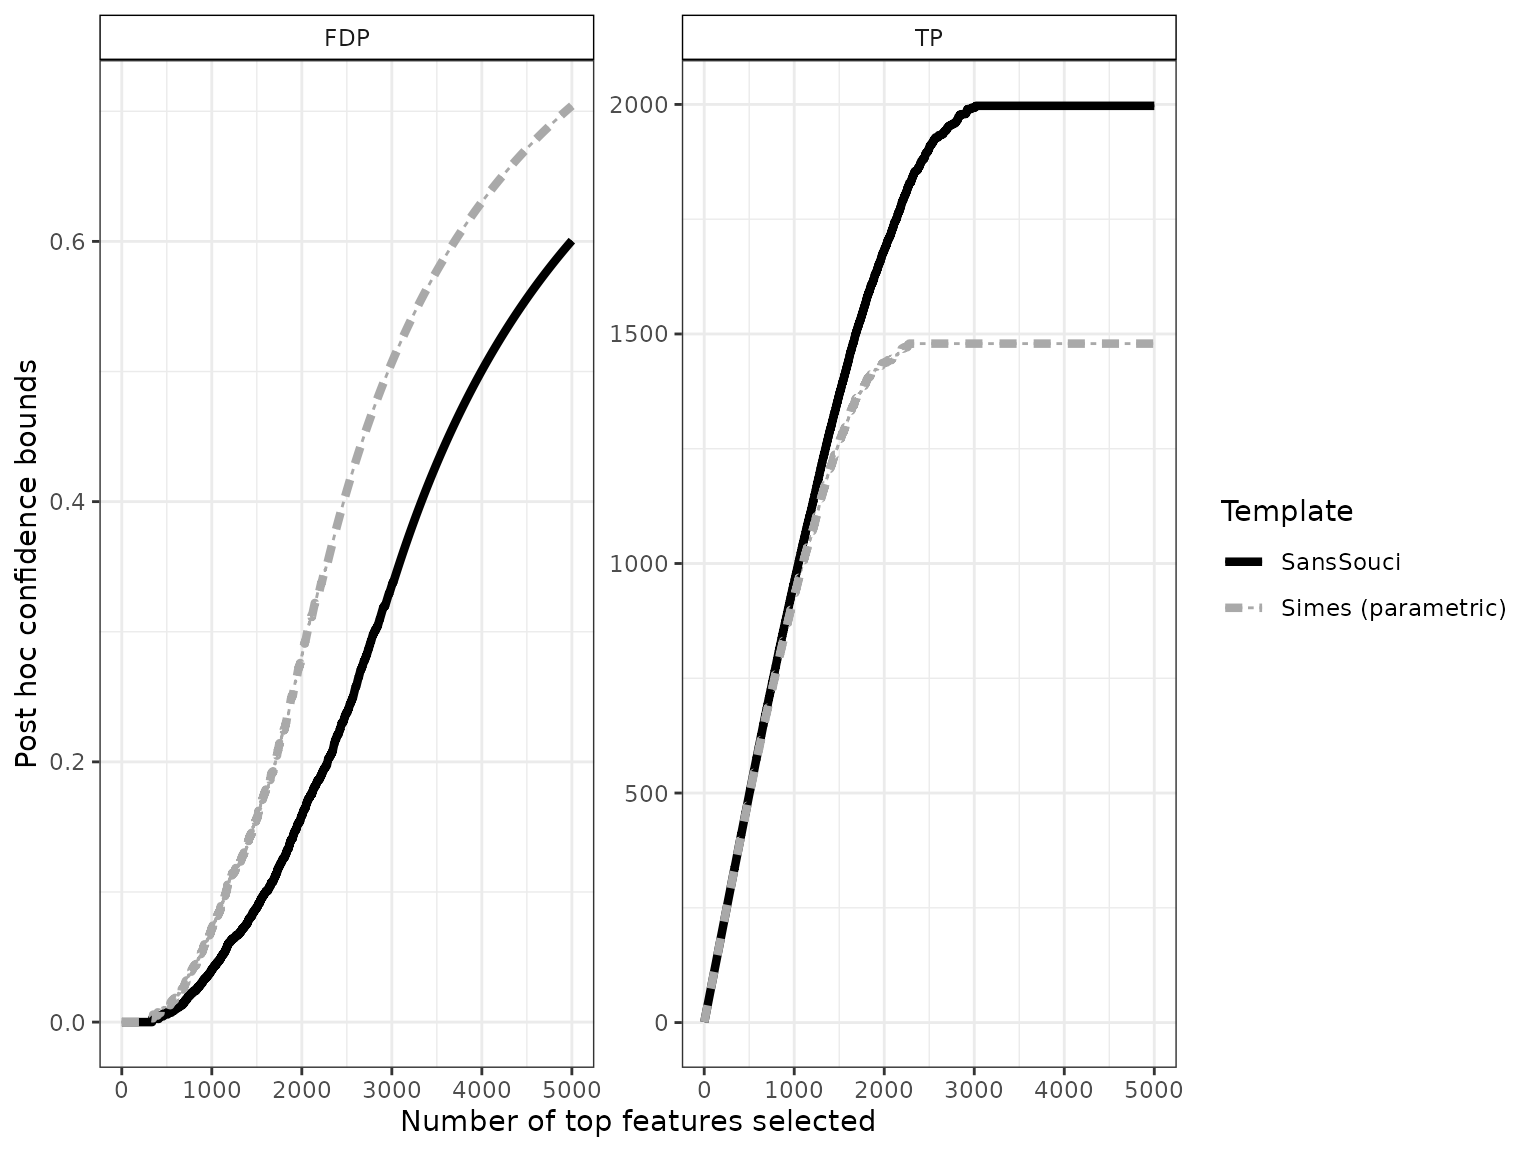 FDP
TP
Post hoc confidence bounds
0.6
0.4
0.2
0.0
0 1000 2000 3000 4000 5000
2000
1500
1000
500
0
0 1000 2000 3000 4000 5000
Number of top features selected
Template
SansSouci
Simes (parametric)